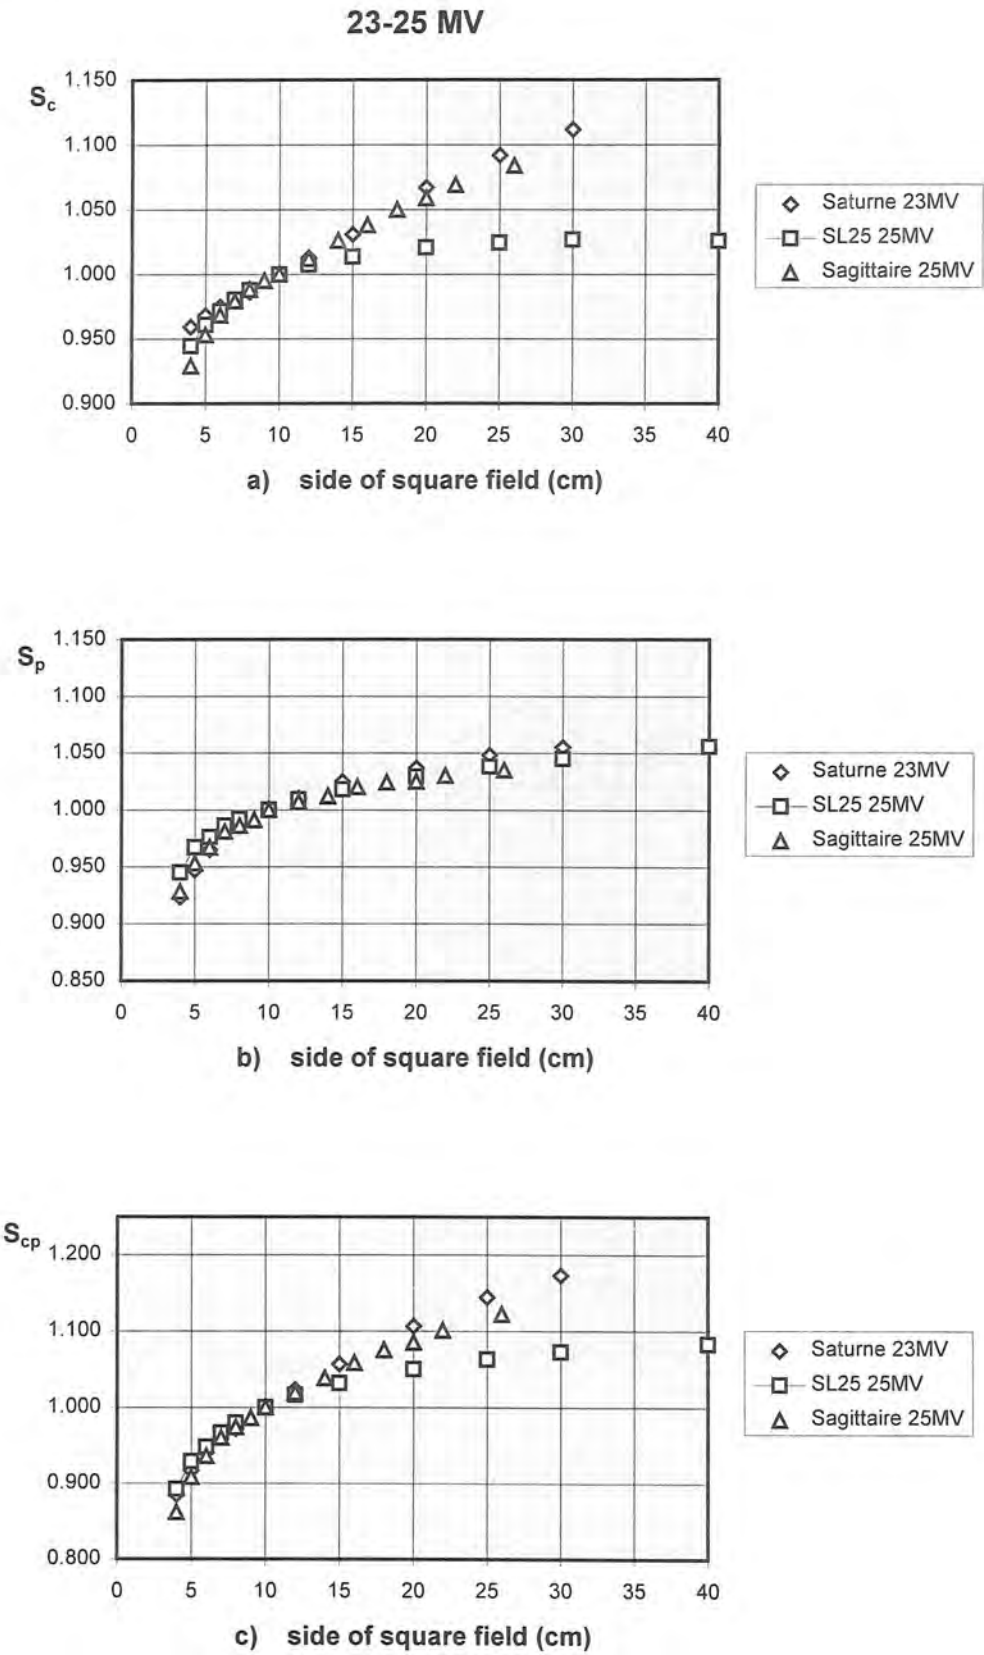 23-25 MV
Sc
1.150
1.100
1.050
1.000
0.950
0.900
0 5 10 15 20 25 30 35 40
a) side of square field (cm)
Saturne 23MV
SL25 25MV
Sagittaire 25MV
Sp
1.150
1.100
1.050
1.000
0.950
0.900
0.850
0 5 10 15 20 25 30 35 40
b) side of square field (cm)
Saturne 23MV
SL25 25MV
Sagittaire 25MV
Scp
1.200
1.100
1.000
0.900
0.800
0 5 10 15 20 25 30 35 40
c) side of square field (cm)
Saturne 23MV
SL25 25MV
Sagittaire 25MV